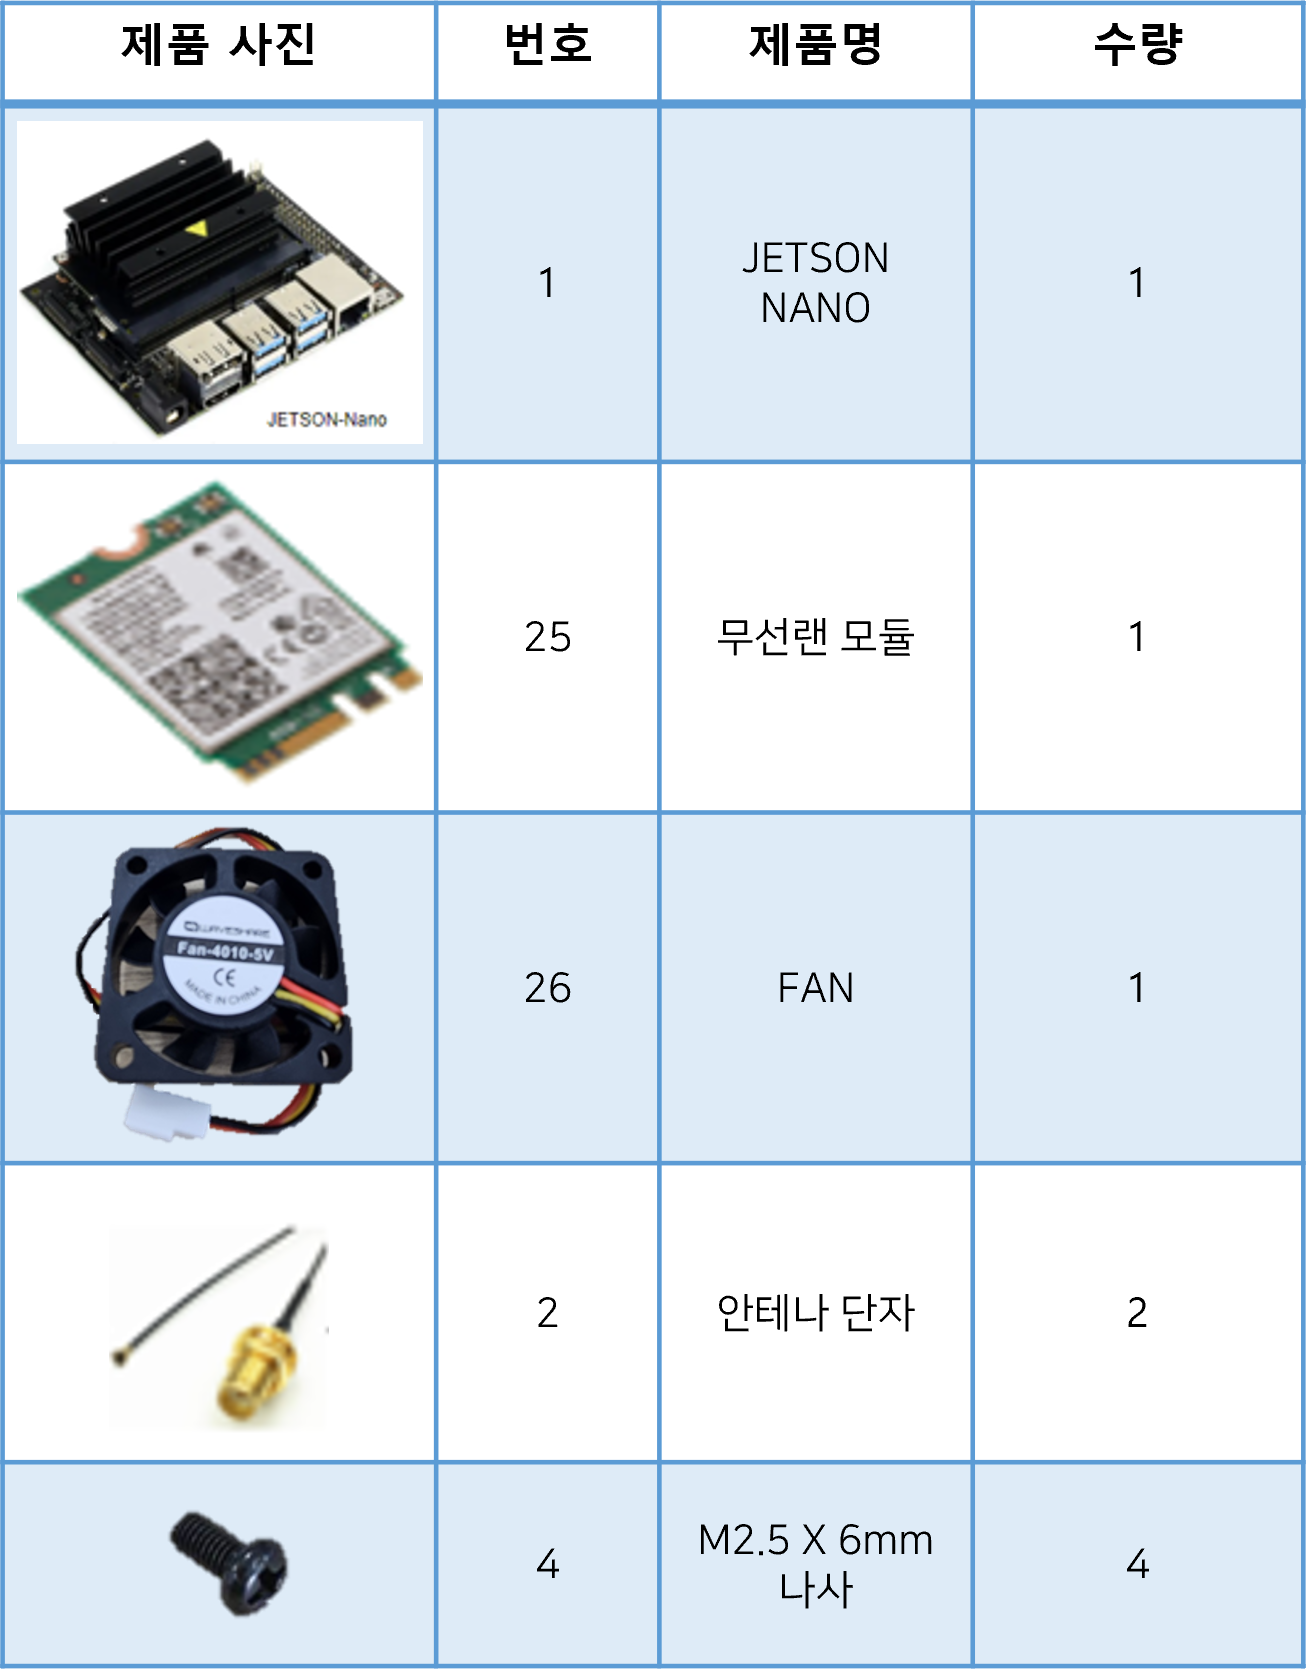 제품 사진 번호 제품명 수량
JETSON-Nano
1
JETSON
NANO
1
25
무선랜 모듈
1
WAVESHARE
Fan-4010-5V
CE
MADE IN CHINA
26
FAN
1
2
안테나 단자
2
4
M2.5 X 6mm
나사
4